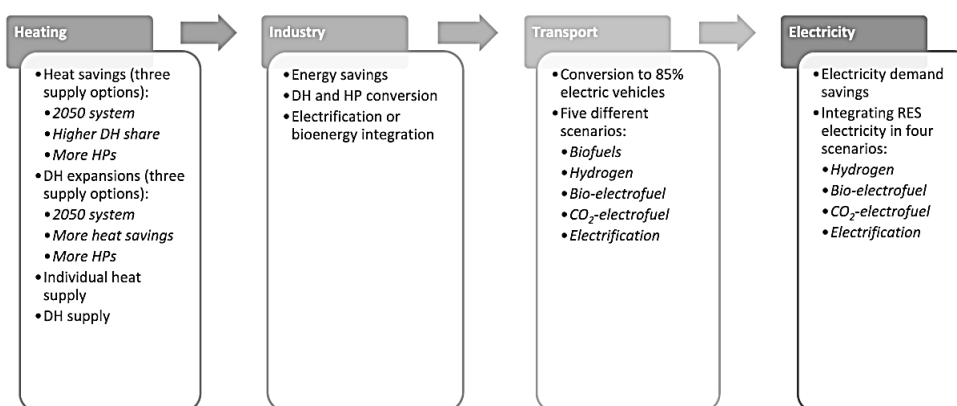 Heating
• Heat savings (three
supply options):
• 2050 system
• Higher DH share
• More HPs
• DH expansions (three
supply options):
• 2050 system
• More heat savings
• More HPs
• Individual heat
supply
• DH supply
Industry
• Energy savings
• DH and HP conversion
• Electrification or
bioenergy integration
Transport
• Conversion to 85%
electric vehicles
• Five different
scenarios:
• Biofuels
• Hydrogen
• Bio-electrofuel
• CO₂-electrofuel
• Electrification
Electricity
• Electricity demand
savings
• Integrating RES
electricity in four
scenarios:
• Hydrogen
• Bio-electrofuel
• CO₂-electrofuel
• Electrification